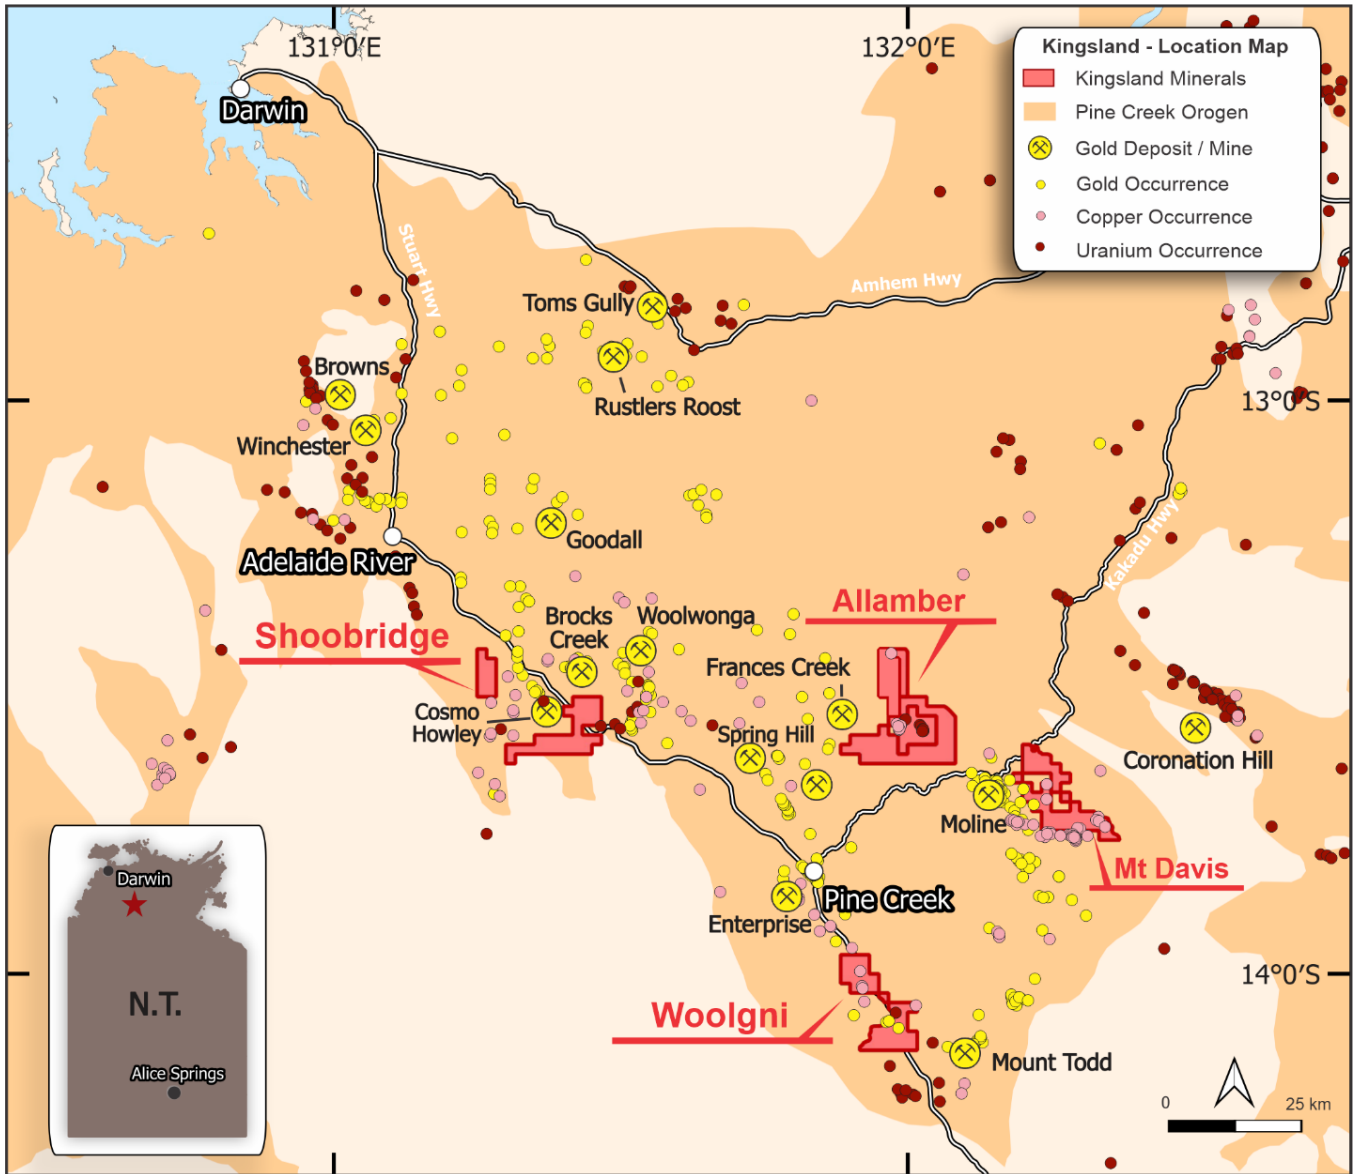 131°0′E
132°0′E
Kingsland - Location Map
Kingsland Minerals
Pine Creek Orogen
Gold Deposit / Mine
Gold Occurrence
Copper Occurrence
Uranium Occurrence
Darwin
Stuart Hwy
Amhem Hwy
Toms Gully
Browns
Rustlers Roost
13°0′S
Winchester
Goodall
Kakadu Hwy
Adelaide River
Allamber
Brocks
Creek
Woolwonga
Shoobridge
Frances Creek
Cosmo
Howley
Spring Hill
Coronation Hill
Moline
Mt Davis
Pine Creek
Enterprise
14°0′S
Woolgni
Mount Todd
Darwin
N.T.
Alice Springs
0
25 km